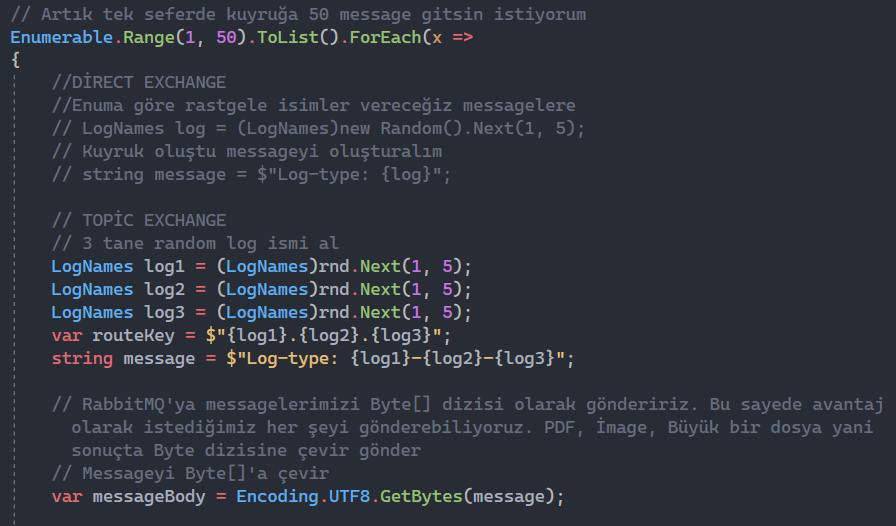 // Artık tek seferde kuyruğa 50 message gitsin istiyorum
Enumerable.Range(1, 50).ToList().ForEach(x =>
{
//DİRECT EXCHANGE
//Enuma göre rastgele isimler vereceğiz messagelere
// LogNames log = (LogNames)new Random().Next(1, 5);
// Kuyruk oluştu messageyi oluşturalım
// string message = $"Log-type: {log}";
// TOPİC EXCHANGE
// 3 tane random log ismi al
LogNames log1 = (LogNames)rnd.Next(1, 5);
LogNames log2 = (LogNames)rnd.Next(1, 5);
LogNames log3 = (LogNames)rnd.Next(1, 5);
var routeKey = $"{log1}.{log2}.{log3}";
string message = $"Log-type: {log1}-{log2}-{log3}";
// RabbitMQ'ya messagelerimizi Byte[] dizisi olarak göndeririz. Bu sayede avantaj
olarak istediğimiz her şeyi gönderebiliyoruz. PDF, İmage, Büyük bir dosya yani
sonuçta Byte dizisine çevir gönder
// Messageyi Byte[]'a çevir
var messageBody = Encoding.UTF8.GetBytes(message);